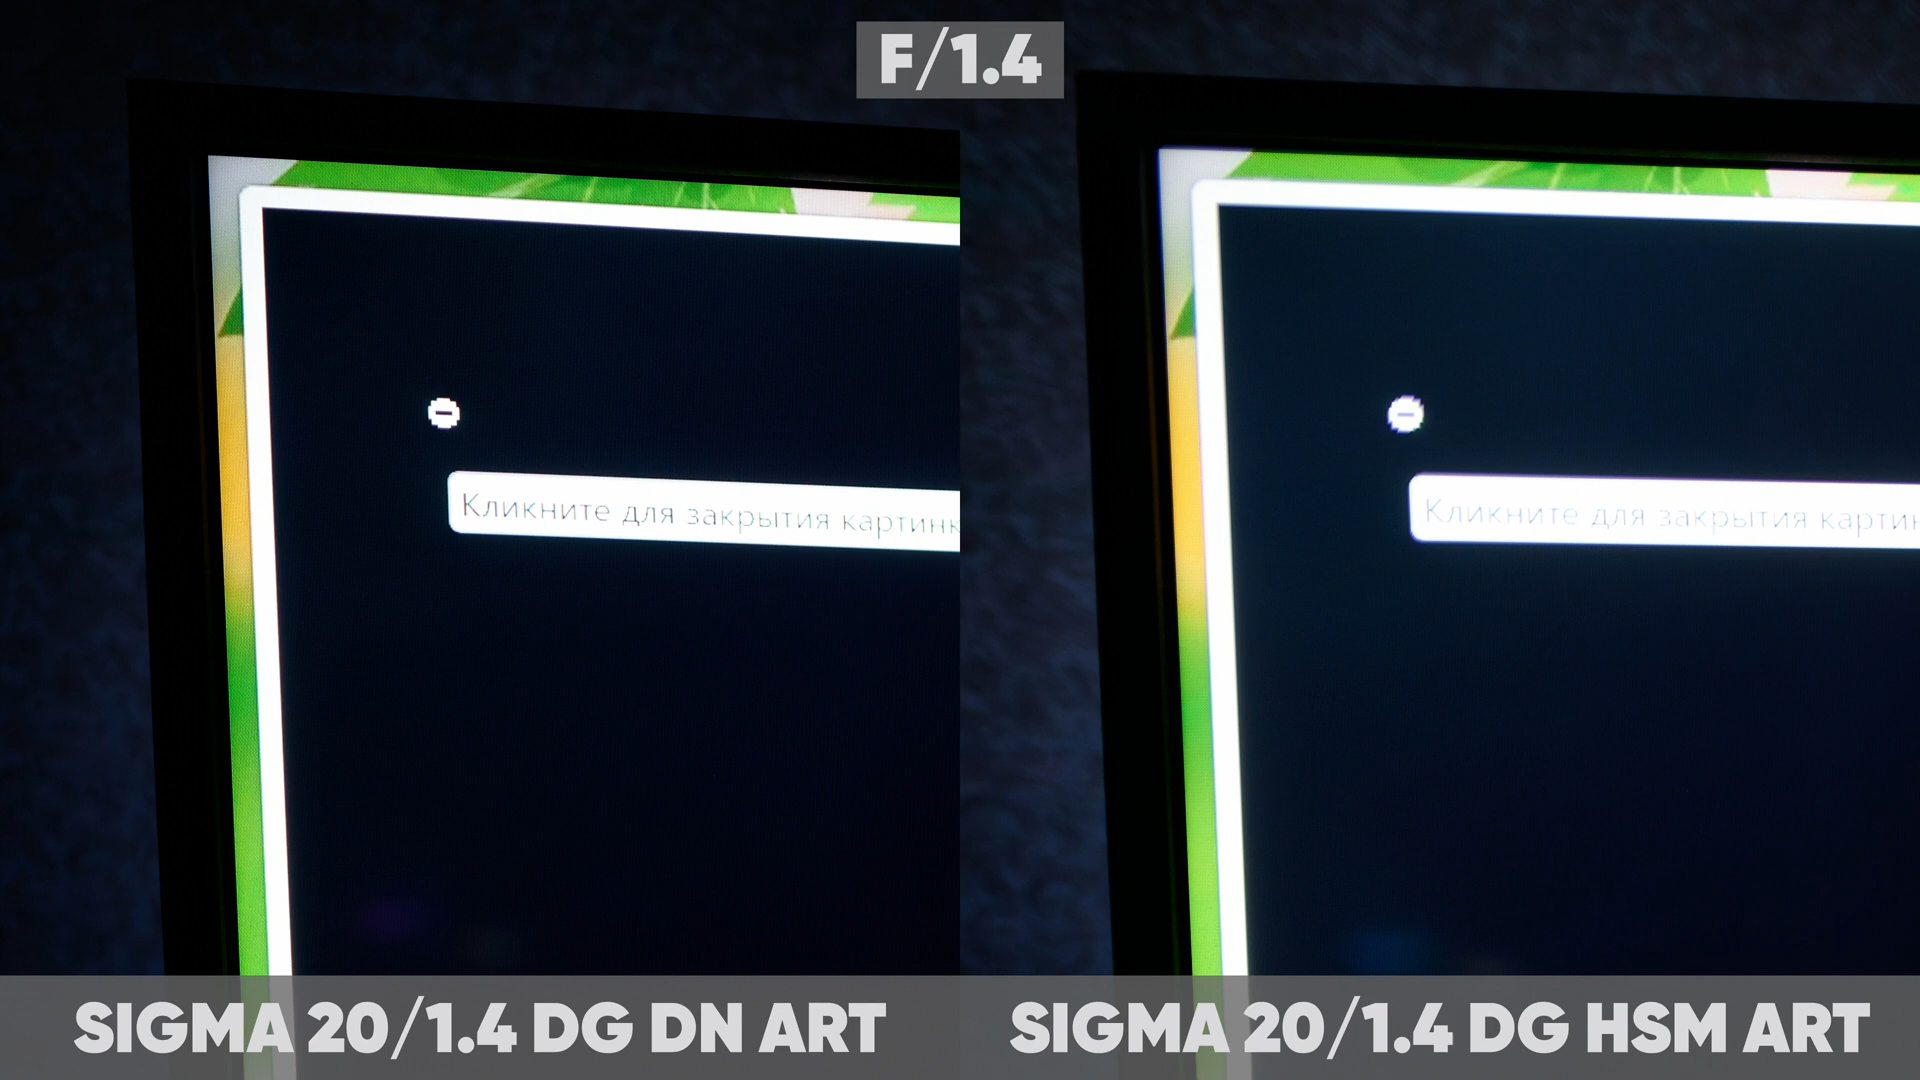 F/1.4
Кликните для закрытия картинк
Кликните для закрытия картин
SIGMA 20/1.4 DG DN ART
SIGMA 20/1.4 DG HSM ART